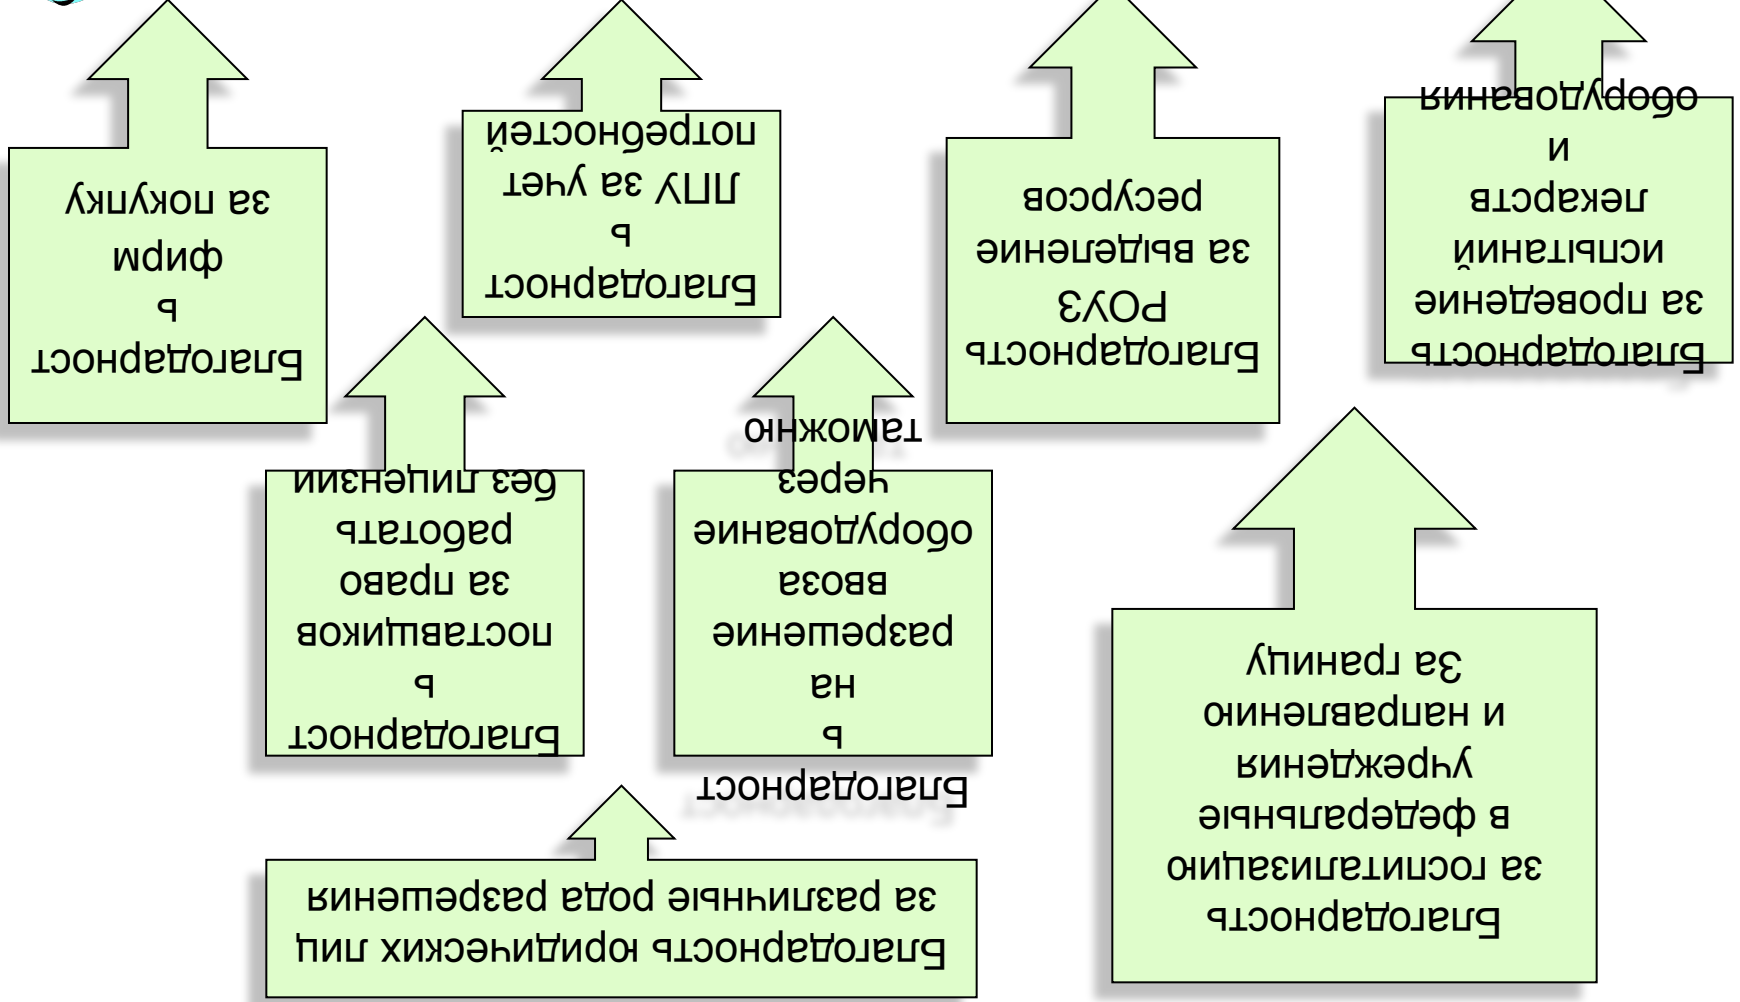 Благодарност
ь
фирм
за покупку
Благодарност
ь
ЛПУ за учет
потребностей
Благодарность
РОУЗ
за выделение
ресурсов
Благодарность
за проведение
испытаний
лекарств
и
оборудования
Благодарност
ь
поставщиков
за право
работать
без лицензии
Благодарност
ь
на
разрешение
ввоза
оборудование
через
таможню
Благодарность
за госпитализацию
в федеральные
учреждения
и направлению
За границу
Благодарность юридических лиц
за различные рода разрешения